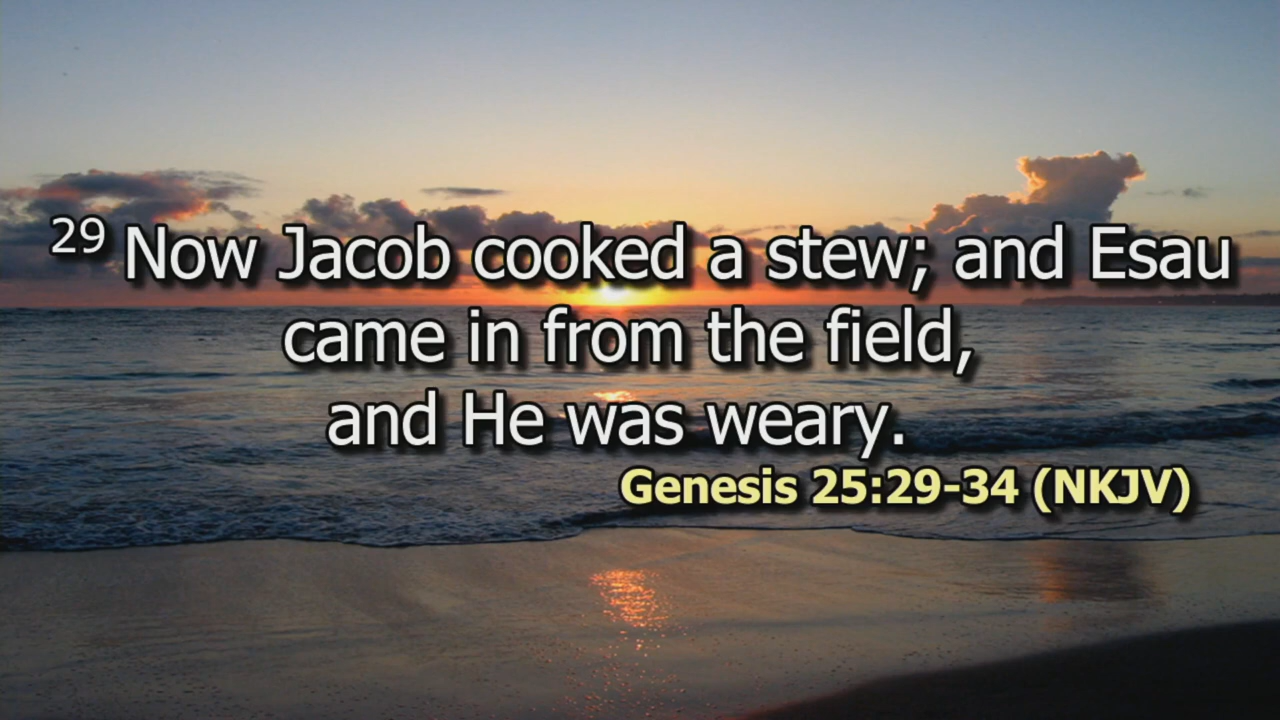 29 Now Jacob cooked a stew; and Esau
came in from the field,
and He was weary.
Genesis 25:29-34 (NKJV)